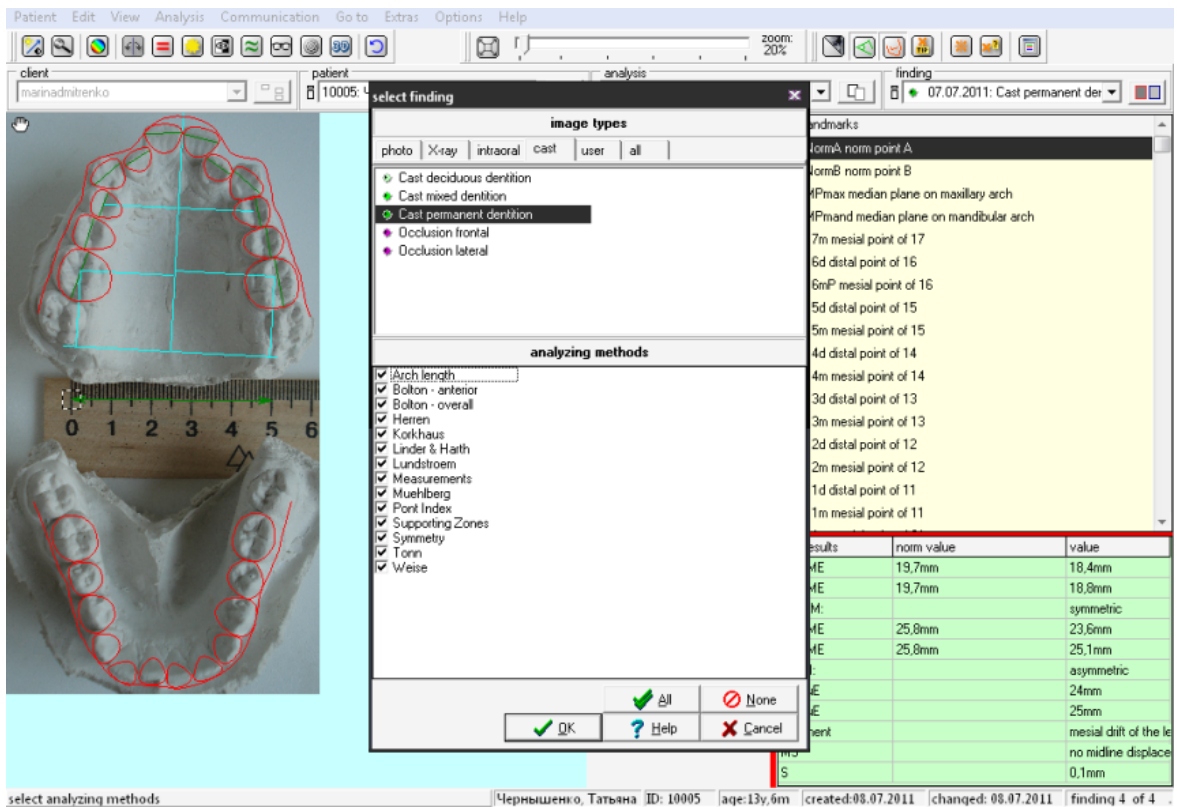 Patient Edit View Analysis Communication Go to Extras Options Help
zoom:
20%
client
patient
analysis
finding
marinadmitrenko
10005: Ч
07.07.2011: Cast permanent der
select finding
image types
photo X-ray intraoral cast user all
Cast deciduous dentition
Cast mixed dentition
Cast permanent dentition
Occlusion frontal
Occlusion lateral
analyzing methods
Arch length
Bolton - anterior
Bolton - overall
Herren
Korkhaus
Linder & Harth
Lundstroem
Measurements
Muehlberg
Pont Index
Supporting Zones
Symmetry
Tonn
Weise
All
None
OK
Help
Cancel
0 1 2 3 4 5 6
andmarks
NormA norm point A
NormB norm point B
MPmax median plane on maxillary arch
MPmand median plane on mandibular arch
7m mesial point of 17
6d distal point of 16
6mP mesial point of 16
5d distal point of 15
5m mesial point of 15
4d distal point of 14
4m mesial point of 14
3d distal point of 13
3m mesial point of 13
2d distal point of 12
2m mesial point of 12
1d distal point of 11
1m mesial point of 11
esults norm value value
ME 19,7mm 18,4mm
ME 19,7mm 18,8mm
M: symmetric
ME 25,8mm 23,6mm
ME 25,8mm 25,1mm
: asymmetric
E 24mm
E 25mm
ment mesial drift of the le
MS no midline displace
S 0,1mm
select analyzing methods
Чернышенко, Татьяна ID: 10005 age:13y,6m created:08.07.2011 changed: 08.07.2011 finding 4 of 4